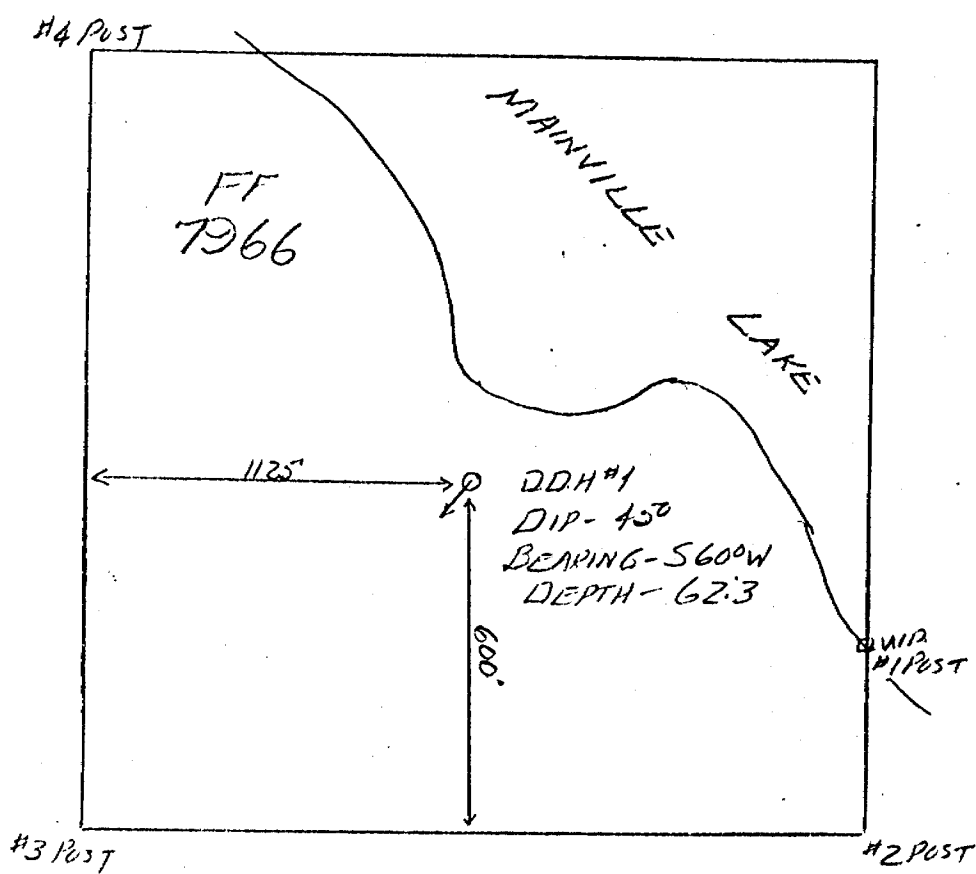 #4 POST
MAINVILLE
LAKE
FF
7966
1125'
D.D.H #1
DIP- 45°
BEARING- S60°W
DEPTH- 62.3
600'
WIP.
#1 POST
#3 POST
#2 POST